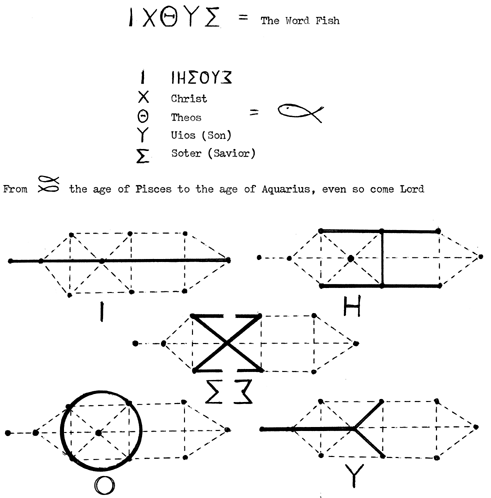 ΙΧΘΥΣ = The Word Fish
Ι ΙΗΣΟΥΣ
Χ Christ
Θ Theos =
Υ Uios (Son)
Σ Soter (Savior)
From the age of Pisces to the age of Aquarius, even so come Lord
Ι
Η
Σ Σ
Ο
Υ